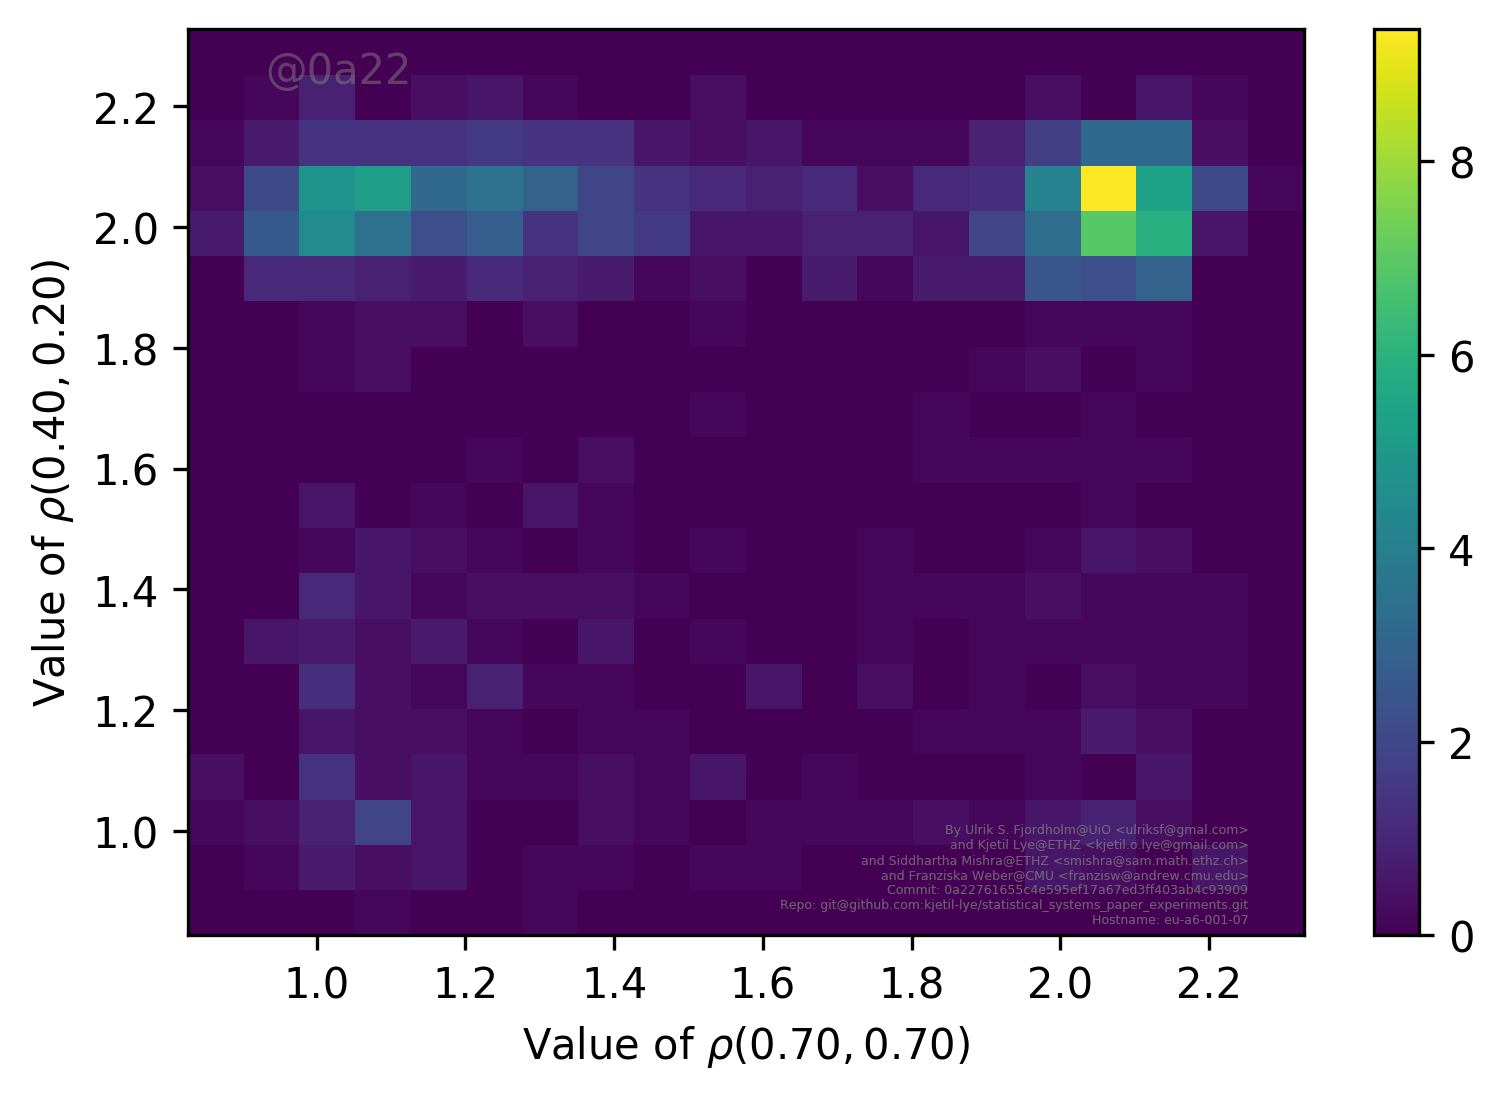 @0a22
2.2
2.0
1.8
1.6
1.4
1.2
1.0
Value of ρ(0.40, 0.20)
1.0 1.2 1.4 1.6 1.8 2.0 2.2
Value of ρ(0.70, 0.70)
8
6
4
2
0
By Ulrik S. Fjordholm@UiO <ulriksf@gmal.com>
and Kjetil Lye@ETHZ <kjetil.o.lye@gmail.com>
and Siddhartha Mishra@ETHZ <smishra@sam.math.ethz.ch>
and Franziska Weber@CMU <franzisw@andrew.cmu.edu>
Commit: 0a22761655c4e595ef17a67ed3ff403ab4c93909
Repo: git@github.com:kjetil-lye/statistical_systems_paper_experiments.git
Hostname: eu-a6-001-07